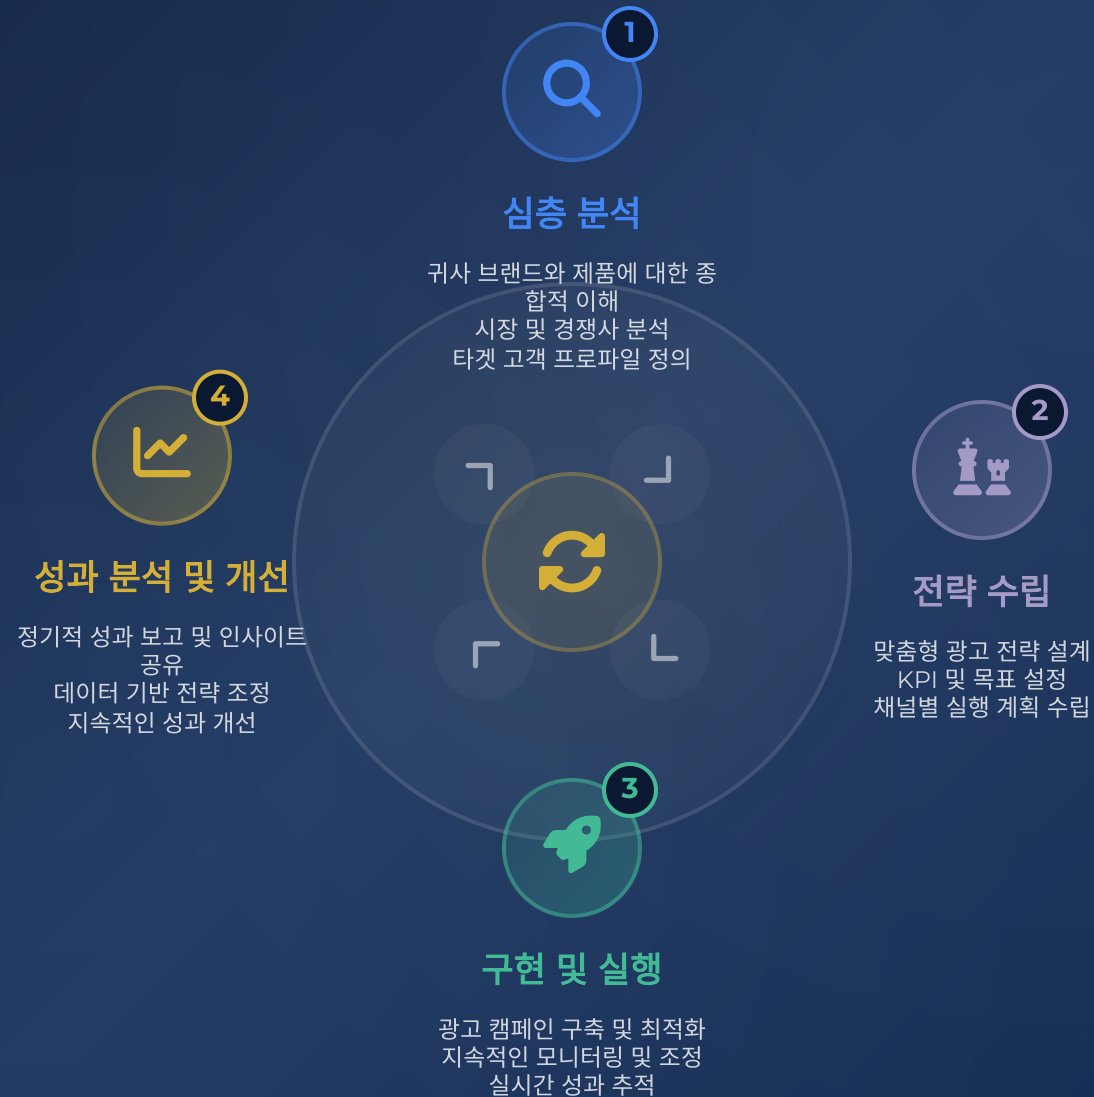 1
심층 분석
귀사 브랜드와 제품에 대한 종
합적 이해
시장 및 경쟁사 분석
타겟 고객 프로파일 정의
2
전략 수립
맞춤형 광고 전략 설계
KPI 및 목표 설정
채널별 실행 계획 수립
3
구현 및 실행
광고 캠페인 구축 및 최적화
지속적인 모니터링 및 조정
실시간 성과 추적
4
성과 분석 및 개선
정기적 성과 보고 및 인사이트
공유
데이터 기반 전략 조정
지속적인 성과 개선